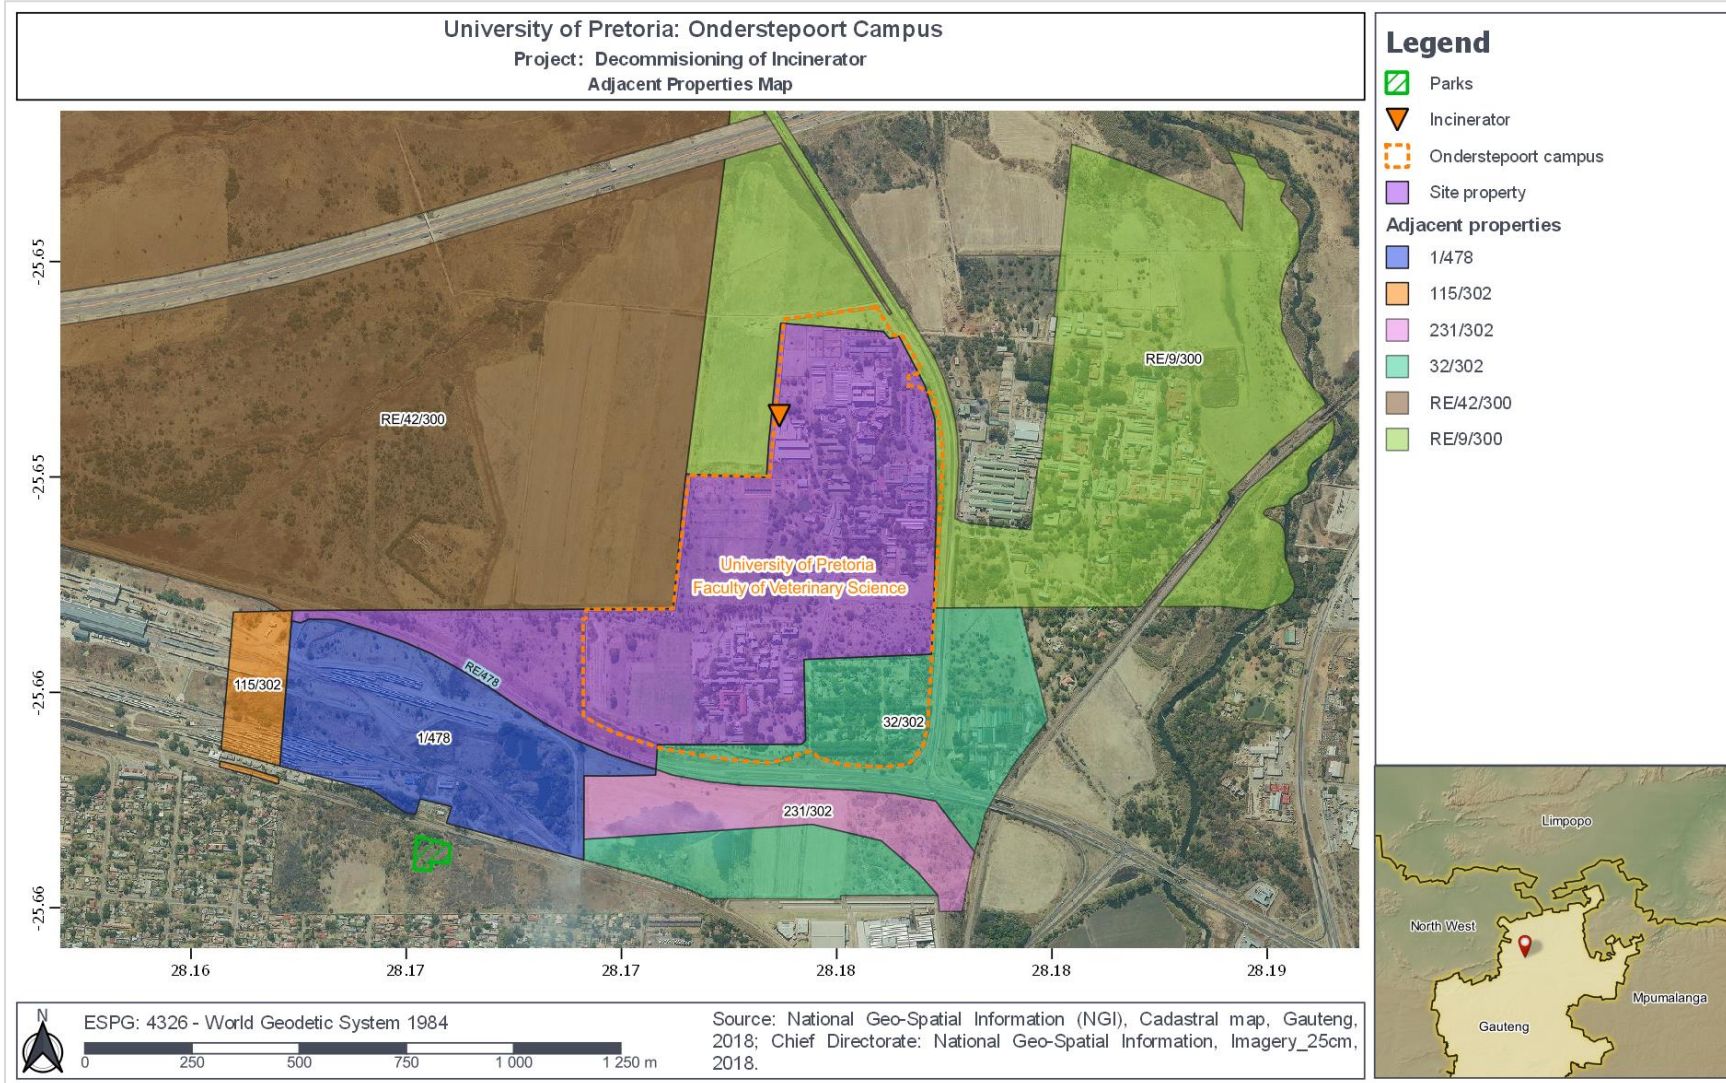 University of Pretoria: Onderstepoort Campus
Project: Decommisioning of Incinerator
Adjacent Properties Map
-25.65
-25.65
-25.66
-25.66
28.16
28.17
28.17
28.18
28.18
28.19
RE/42/300
RE/9/300
University of Pretoria
Faculty of Veterinary Science
RE/478
115/302
1/478
32/302
231/302
Legend
Parks
Incinerator
Onderstepoort campus
Site property
Adjacent properties
1/478
115/302
231/302
32/302
RE/42/300
RE/9/300
Limpopo
North West
Mpumalanga
Gauteng
N
ESPG: 4326 - World Geodetic System 1984
0 250 500 750 1 000 1 250 m
Source: National Geo-Spatial Information (NGI), Cadastral map, Gauteng,
2018; Chief Directorate: National Geo-Spatial Information, Imagery_25cm,
2018.